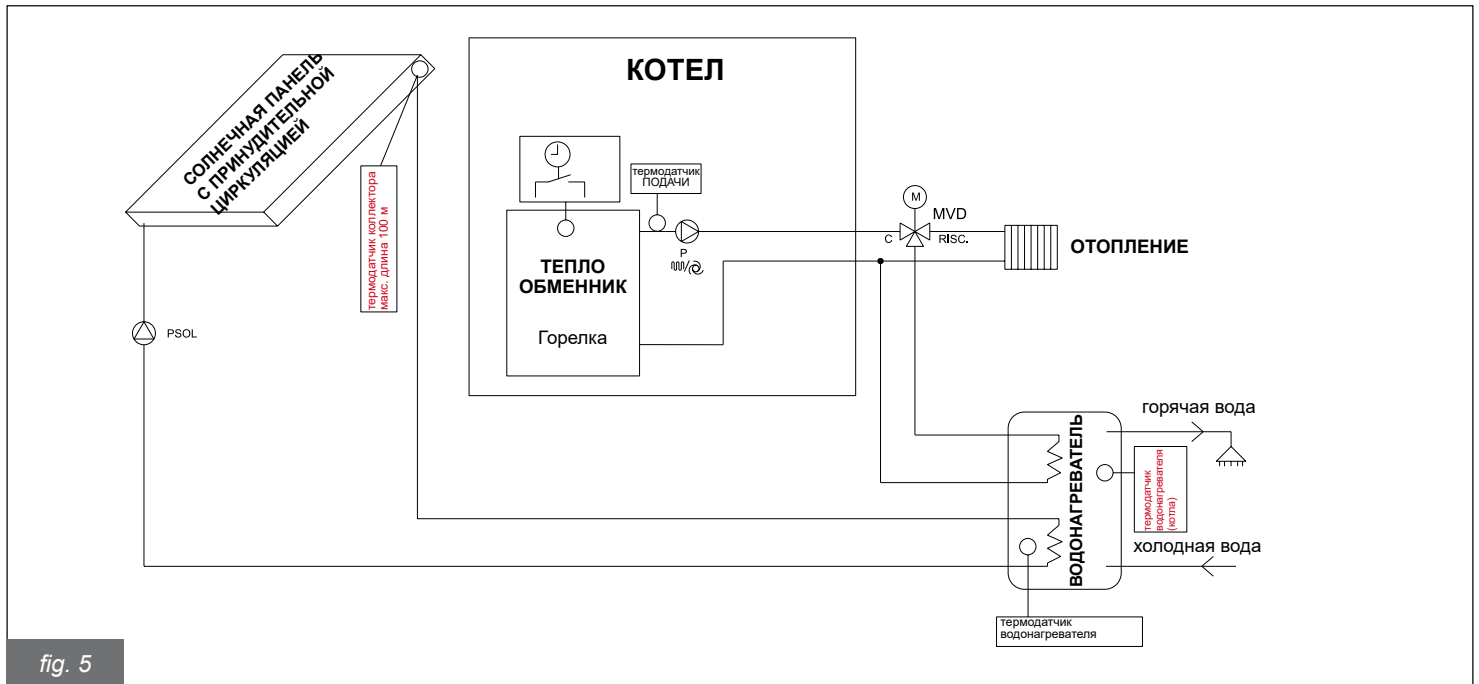 СОЛНЕЧНАЯ ПАНЕЛЬ
С ПРИНУДИТЕЛЬНОЙ
ЦИРКУЛЯЦИЕЙ
термодатчик коллектора
макс. длина 100 м
КОТЕЛ
термодатчик
ПОДАЧИ
P
ТЕПЛО
ОБМЕННИК
Горелка
M
MVD
C
RISC.
ОТОПЛЕНИЕ
PSOL
ВОДОНАГРЕВАТЕЛЬ
горячая вода
термодатчик
водонагревателя
(котла)
холодная вода
термодатчик
водонагревателя
fig. 5